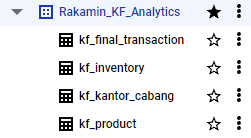 Rakamin_KF_Analytics
kf_final_transaction
kf_inventory
kf_kantor_cabang
kf_product